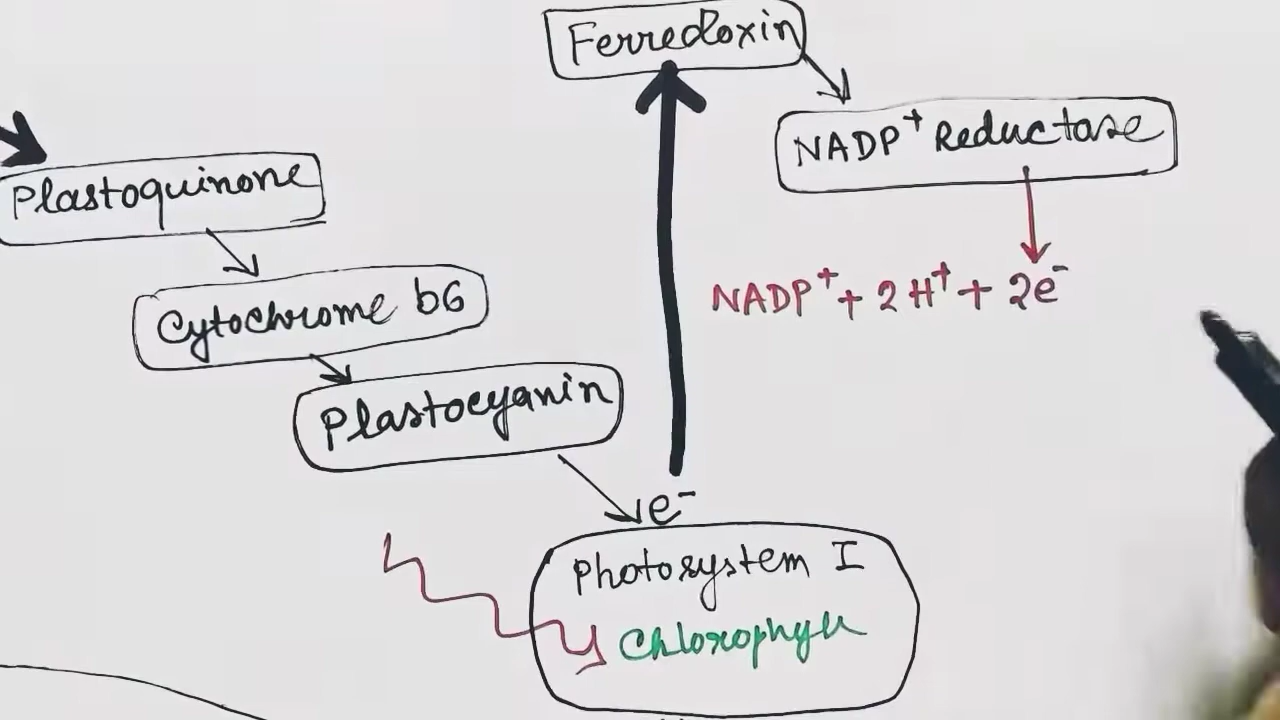 Ferredoxin
NADP+ Reductase
Plastoquinone
NADP+ + 2H+ + 2e-
Cytochrome b6
Plastocyanin
e-
Photosystem I
Chlorophyll